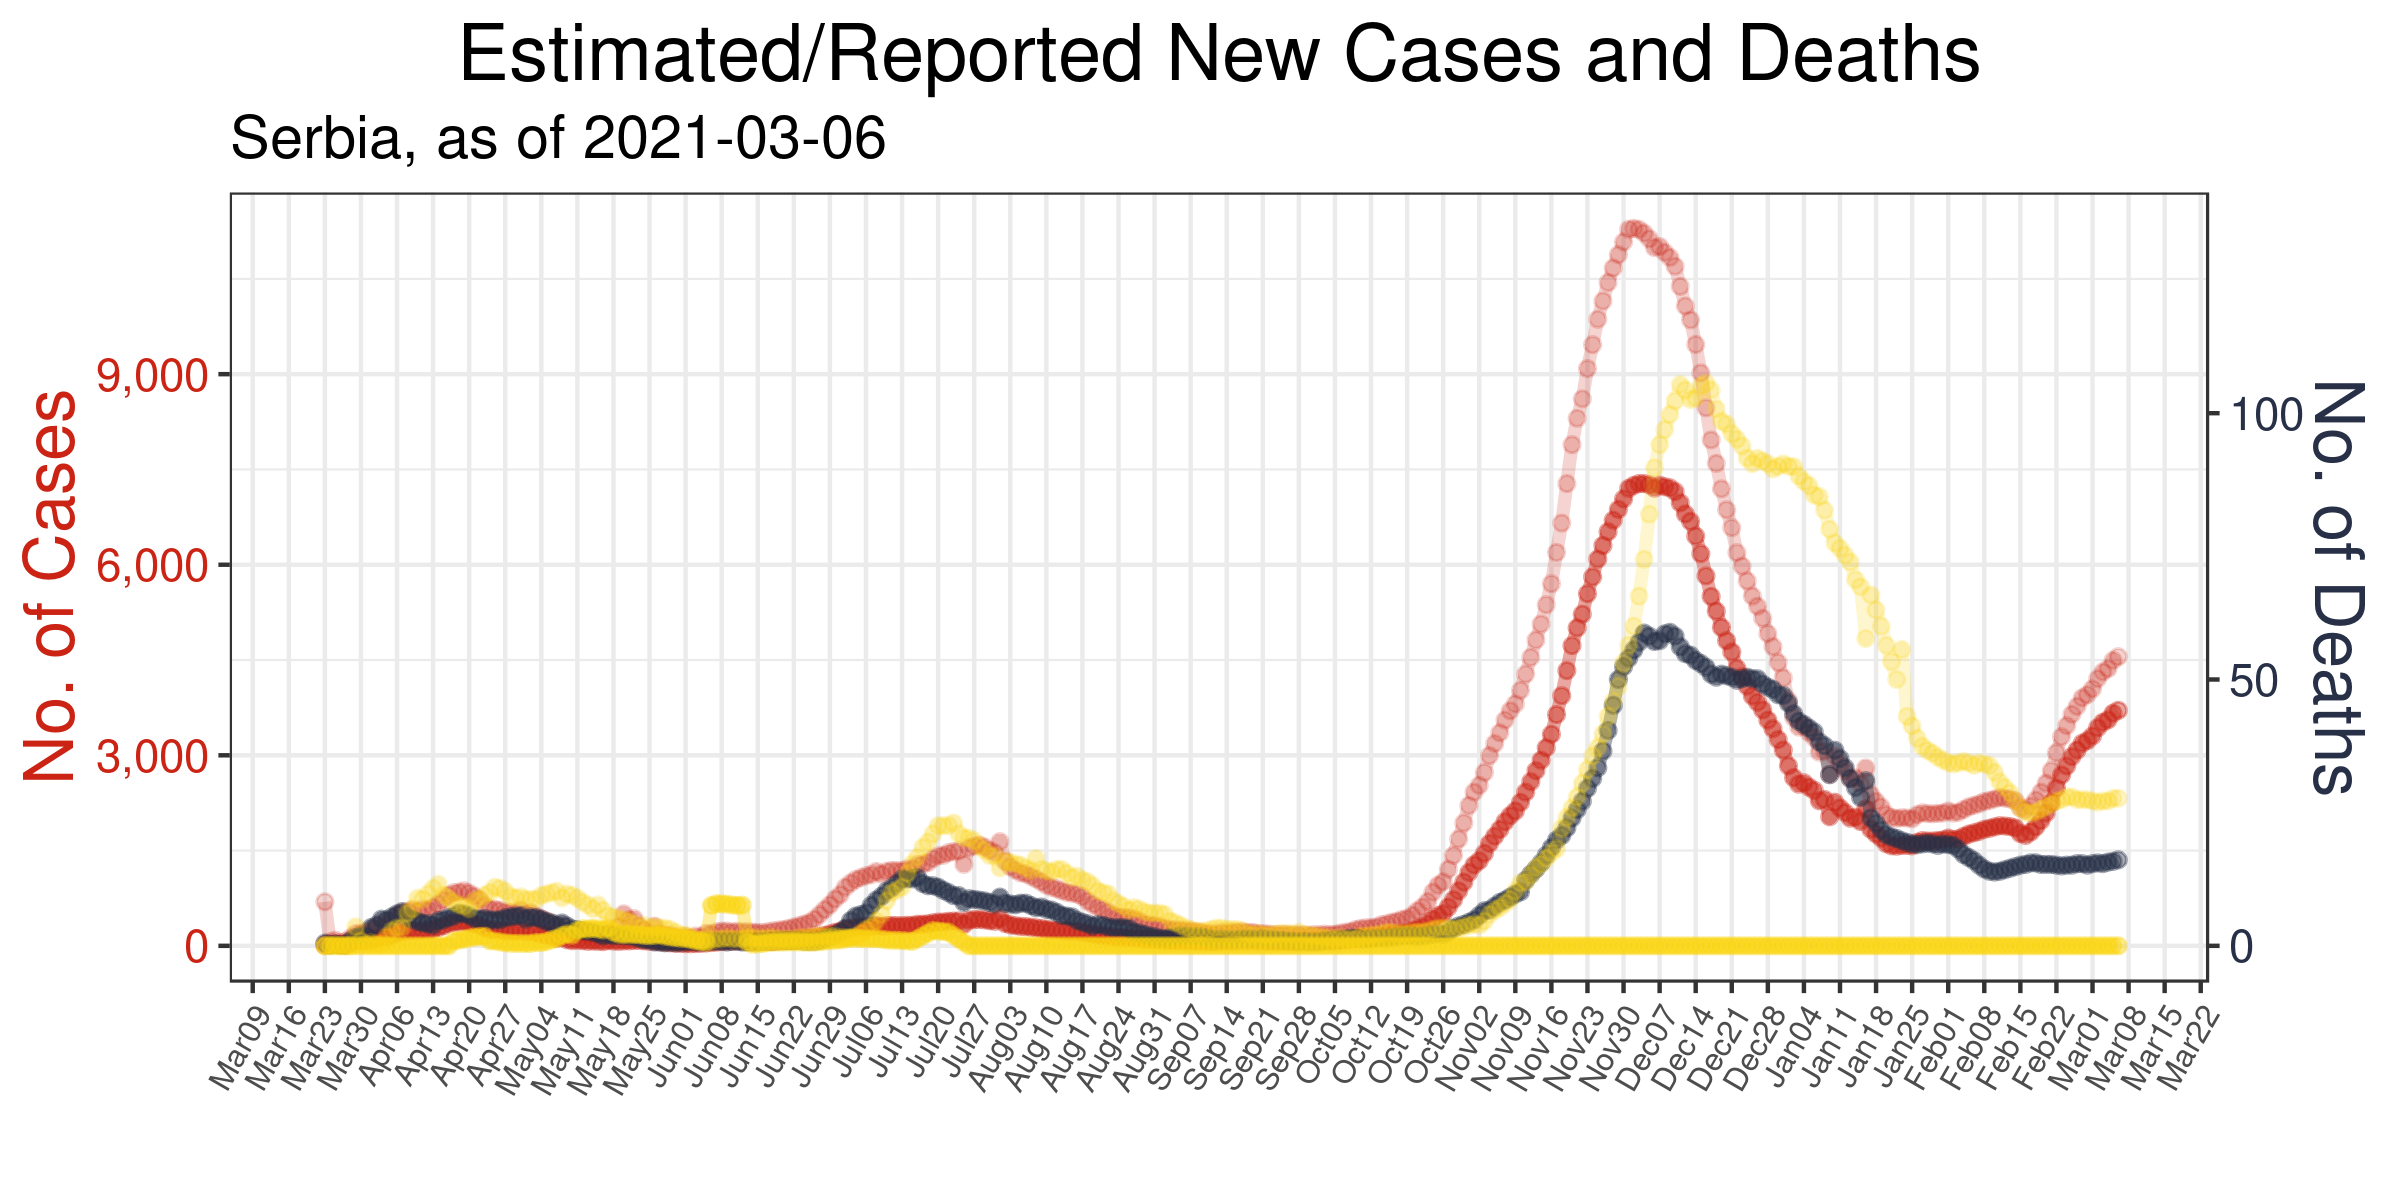 Estimated/Reported New Cases and Deaths
Serbia, as of 2021-03-06
No. of Cases
9,000
6,000
3,000
0
No. of Deaths
100
50
0
Mar09 Mar16 Mar23 Mar30 Apr06 Apr13 Apr20 Apr27 May04 May11 May18 May25 Jun01 Jun08 Jun15 Jun22 Jun29 Jul06 Jul13 Jul20 Jul27 Aug03 Aug10 Aug17 Aug24 Aug31 Sep07 Sep14 Sep21 Sep28 Oct05 Oct12 Oct19 Oct26 Nov02 Nov09 Nov16 Nov23 Nov30 Dec07 Dec14 Dec21 Dec28 Dec04 Jan11 Jan18 Jan25 Feb01 Feb08 Feb15 Feb22 Mar01 Mar08 Mar15 Mar22